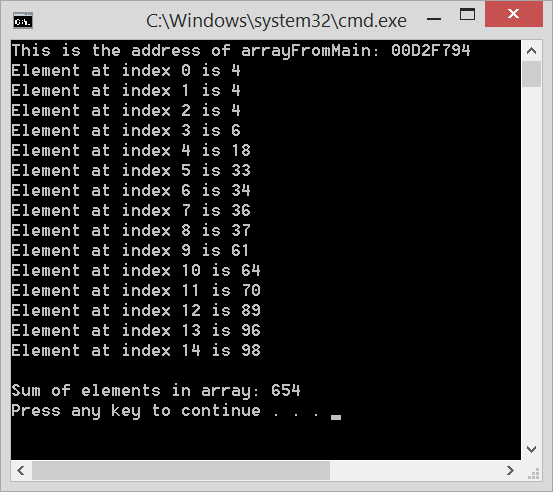 C:\Windows\system32\cmd.exe
This is the address of arrayFromMain: 00D2F794
Element at index 0 is 4
Element at index 1 is 4
Element at index 2 is 4
Element at index 3 is 6
Element at index 4 is 18
Element at index 5 is 33
Element at index 6 is 34
Element at index 7 is 36
Element at index 8 is 37
Element at index 9 is 61
Element at index 10 is 64
Element at index 11 is 70
Element at index 12 is 89
Element at index 13 is 96
Element at index 14 is 98
Sum of elements in array: 654
Press any key to continue . . .